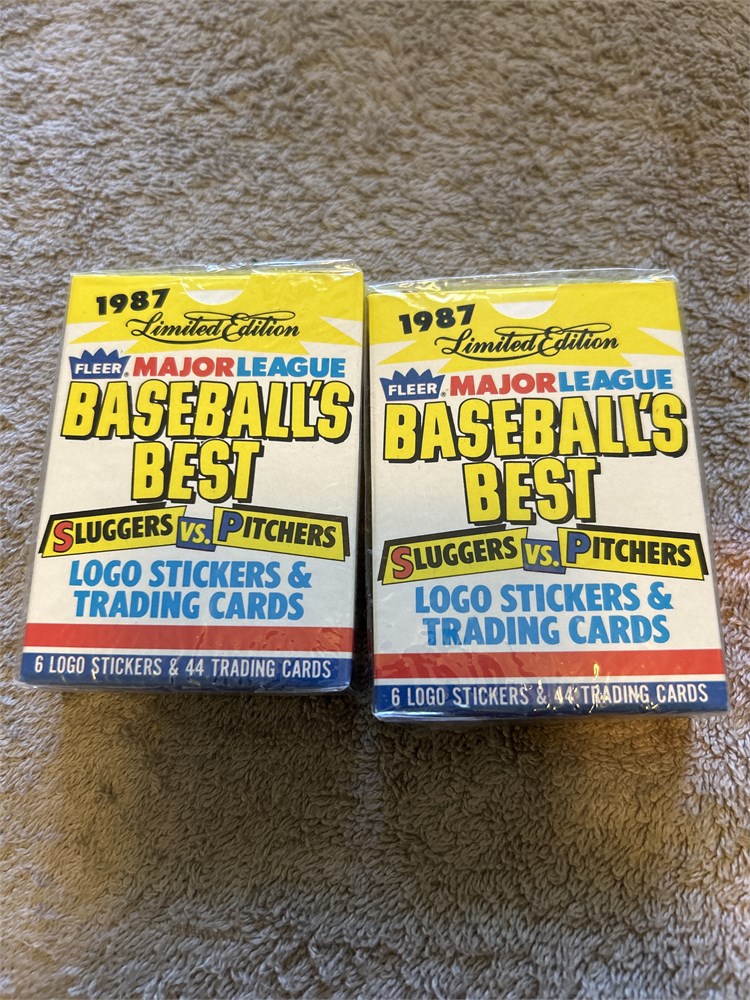 1987
Limited Edition
FLEER® MAJOR LEAGUE
BASEBALL'S
BEST
SLUGGERS VS. PITCHERS
LOGO STICKERS &
TRADING CARDS
6 LOGO STICKERS & 44 TRADING CARDS
1987
Limited Edition
FLEER® MAJOR LEAGUE
BASEBALL'S
BEST
SLUGGERS VS. PITCHERS
LOGO STICKERS &
TRADING CARDS
6 LOGO STICKERS & 44 TRADING CARDS